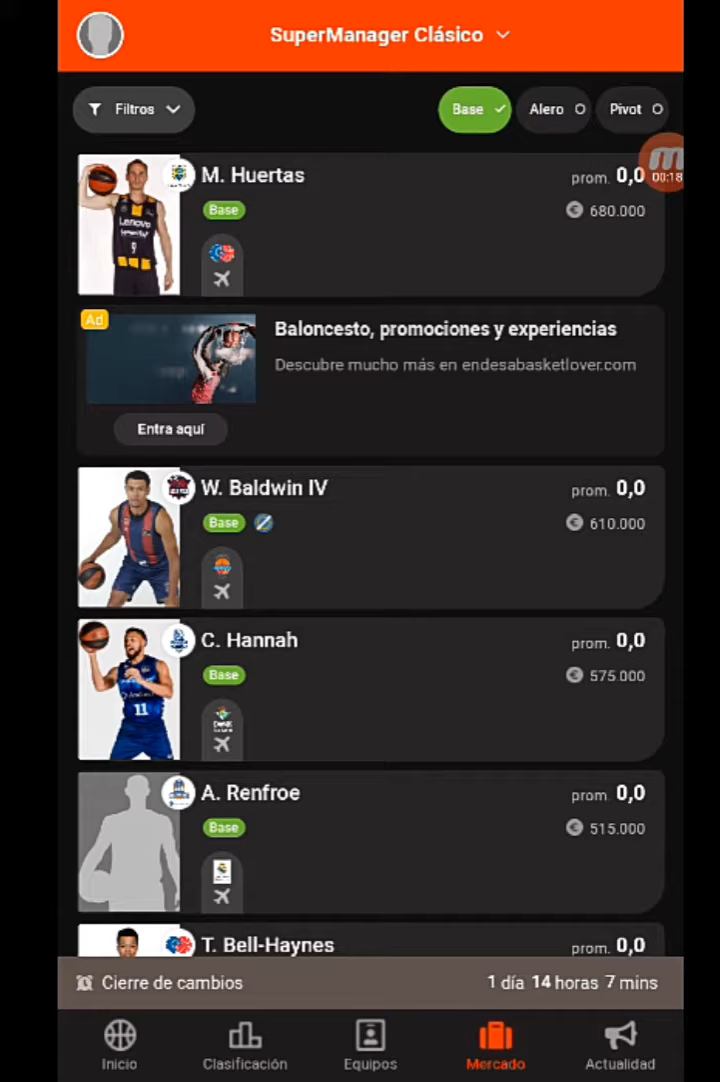 SuperManager Clásico
Filtros
Base
Alero
Pivot
00:18
M. Huertas
prom. 0,0
Base
680.000
Lenovo
9
Ad
Baloncesto, promociones y experiencias
Descubre mucho más en endesabasketlover.com
Entra aquí
W. Baldwin IV
prom. 0,0
Base
610.000
C. Hannah
prom. 0,0
Base
575.000
11
A. Renfroe
prom. 0,0
Base
515.000
T. Bell-Haynes
prom. 0,0
Cierre de cambios
1 día 14 horas 7 mins
Inicio
Clasificación
Equipos
Mercado
Actualidad